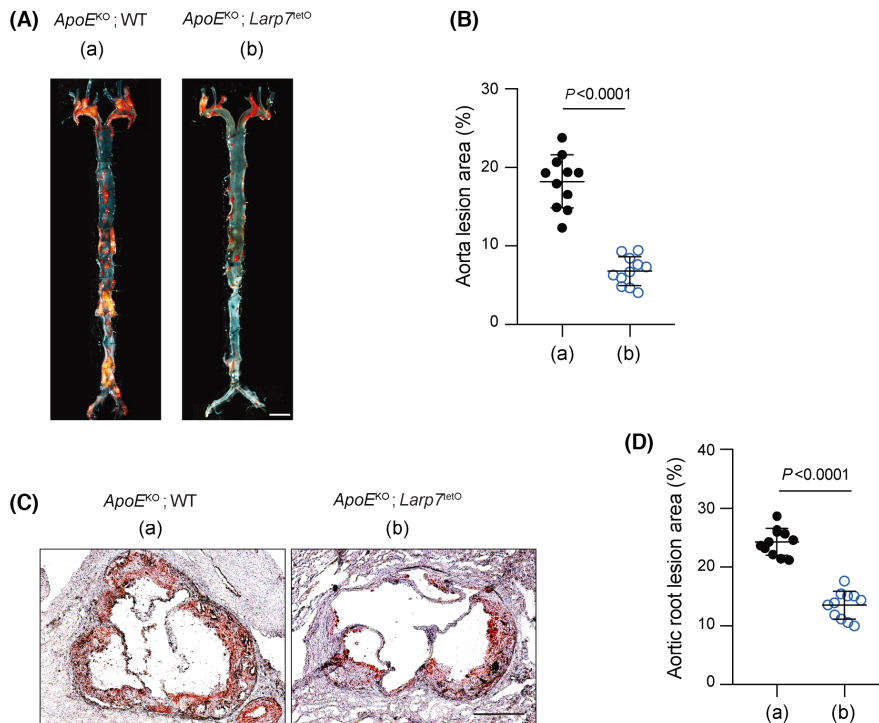 (A)
ApoEᴷᴼ; WT
ApoEᴷᴼ; Larp7ᵗᵉᵗᴼ
(a)
(b)
(B)
Aorta lesion area (%)
30
20
10
0
P<0.0001
(a)
(b)
(C)
ApoEᴷᴼ; WT
ApoEᴷᴼ; Larp7ᵗᵉᵗᴼ
(a)
(b)
(D)
Aortic root lesion area (%)
40
30
20
10
0
P<0.0001
(a)
(b)